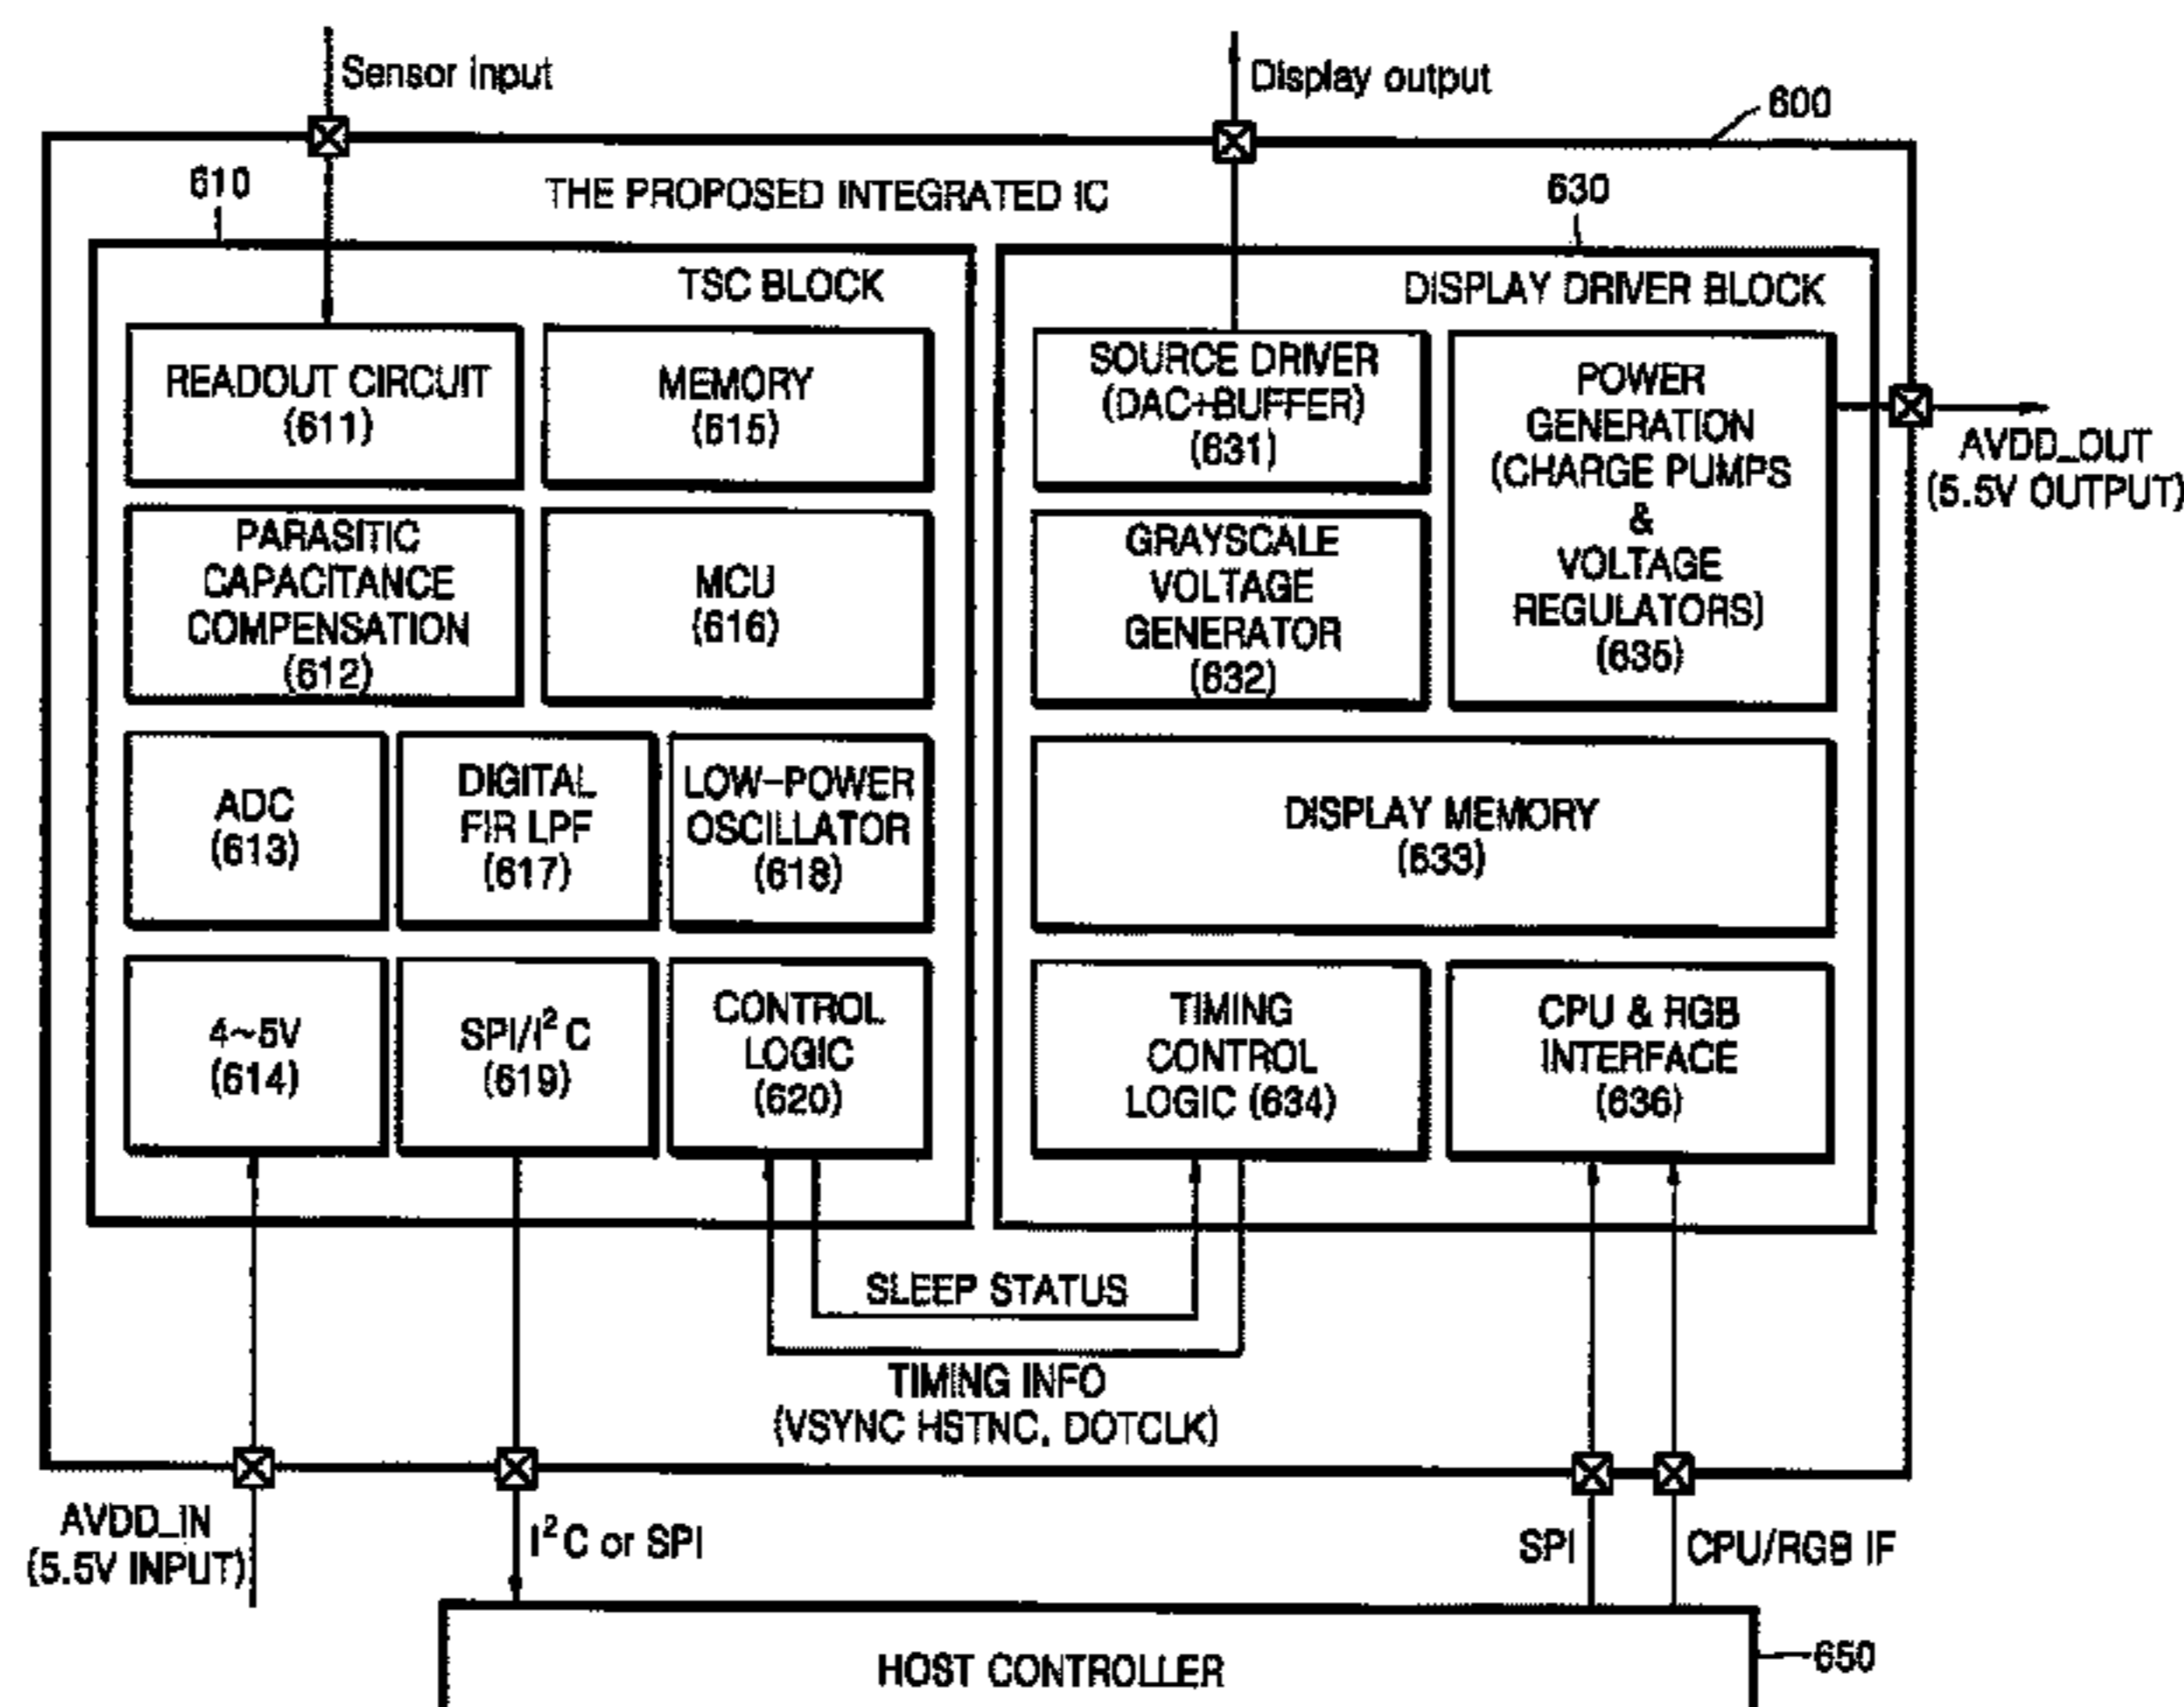 Sensor input
Display output
600
610
THE PROPOSED INTEGRATED IC
630
TSC BLOCK
READOUT CIRCUIT
(611)
MEMORY
(615)
PARASITIC
CAPACITANCE
COMPENSATION
(612)
MCU
(616)
ADC
(613)
DIGITAL
FIR LPF
(617)
LOW-POWER
OSCILLATOR
(618)
4~5V
(614)
SPI/I²C
(619)
CONTROL
LOGIC
(620)
DISPLAY DRIVER BLOCK
SOURCE DRIVER
(DAC+BUFFER)
(631)
POWER
GENERATION
(CHARGE PUMPS
&
VOLTAGE
REGULATORS)
(635)
GRAYSCALE
VOLTAGE
GENERATOR
(632)
DISPLAY MEMORY
(633)
TIMING
CONTROL
LOGIC (634)
CPU & RGB
INTERFACE
(636)
AVDD_OUT
(5.5V OUTPUT)
SLEEP STATUS
TIMING INFO
(VSYNC HSTNC, DOTCLK)
AVDD_IN
(5.5V INPUT)
I²C or SPI
SPI
CPU/RGB IF
HOST CONTROLLER
650